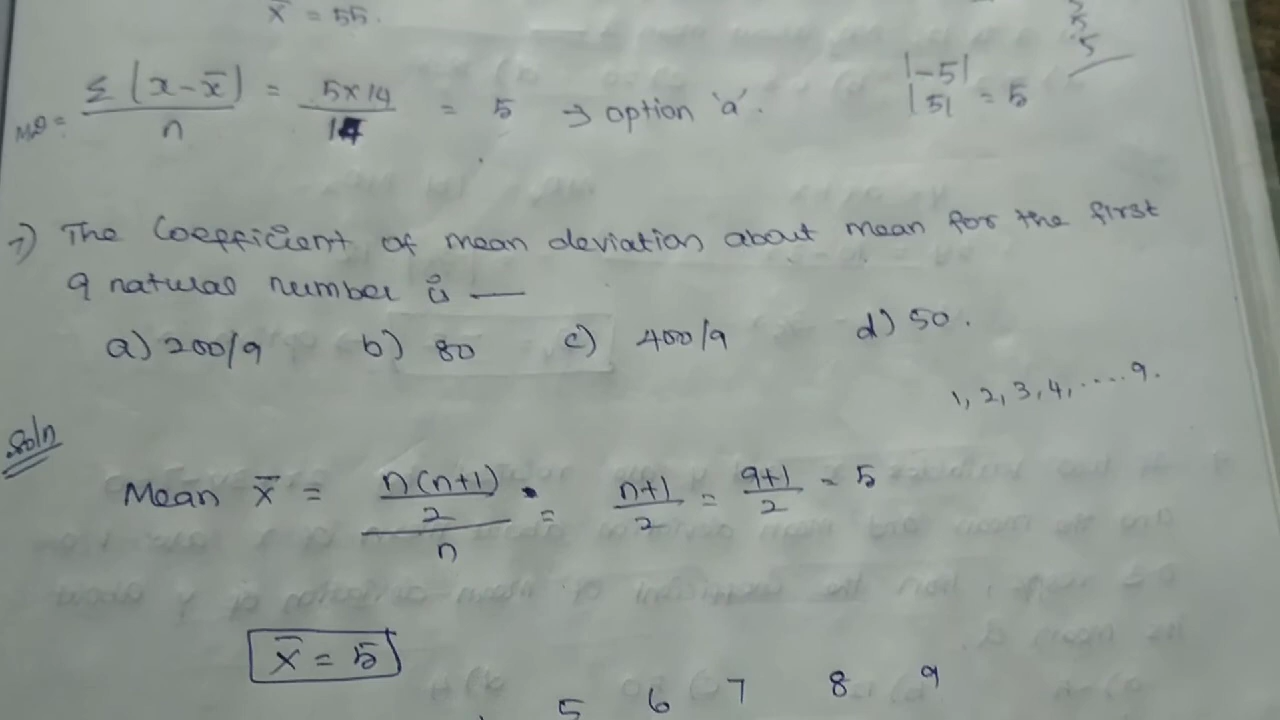 x̄ = 55.
MD = Σ |x-x̄| / n = 5x14 / 14 = 5 → option 'a'.
|-5|
|5| = 5
5
7) The Coefficient of mean deviation about mean for the first
9 natural number is —
a) 200/9 b) 80 c) 400/9 d) 50.
1, 2, 3, 4, ..... 9.
Soln
Mean x̄ = n(n+1)/2 / n = n+1/2 = 9+1/2 = 5
x̄ = 5
5 6 7 8 9